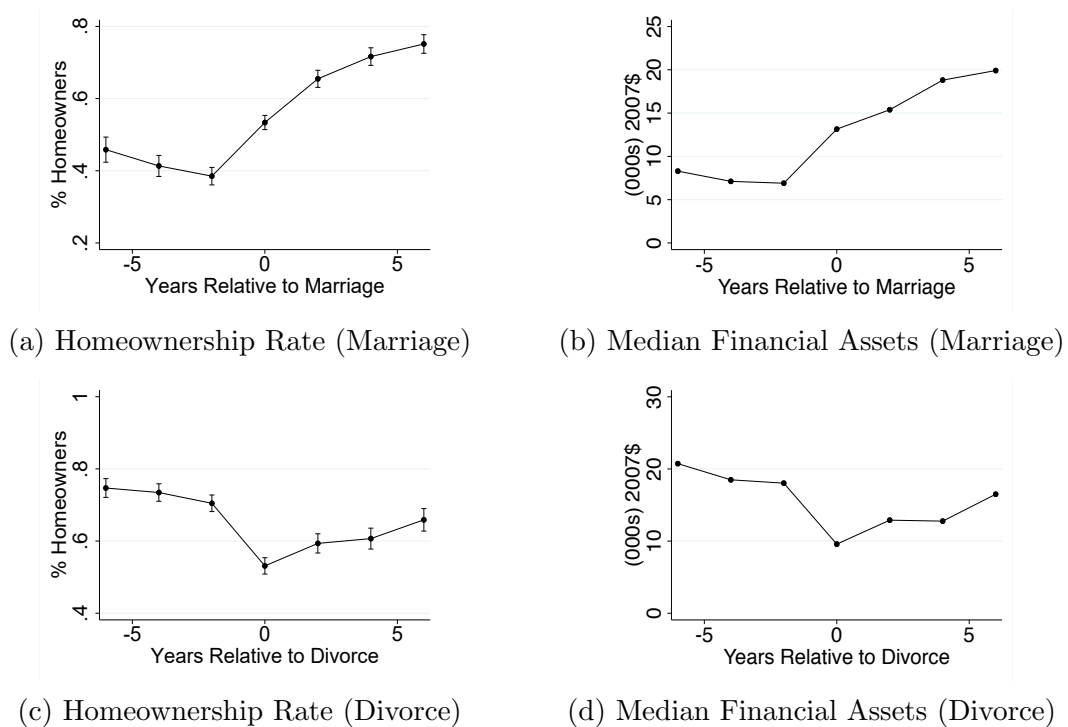 % Homeowners
.2 .4 .6 .8
-5 0 5
Years Relative to Marriage
(a) Homeownership Rate (Marriage)
(000s) 2007$
0 5 10 15 20 25
-5 0 5
Years Relative to Marriage
(b) Median Financial Assets (Marriage)
% Homeowners
.4 .6 .8 1
-5 0 5
Years Relative to Divorce
(c) Homeownership Rate (Divorce)
(000s) 2007$
0 10 20 30
-5 0 5
Years Relative to Divorce
(d) Median Financial Assets (Divorce)